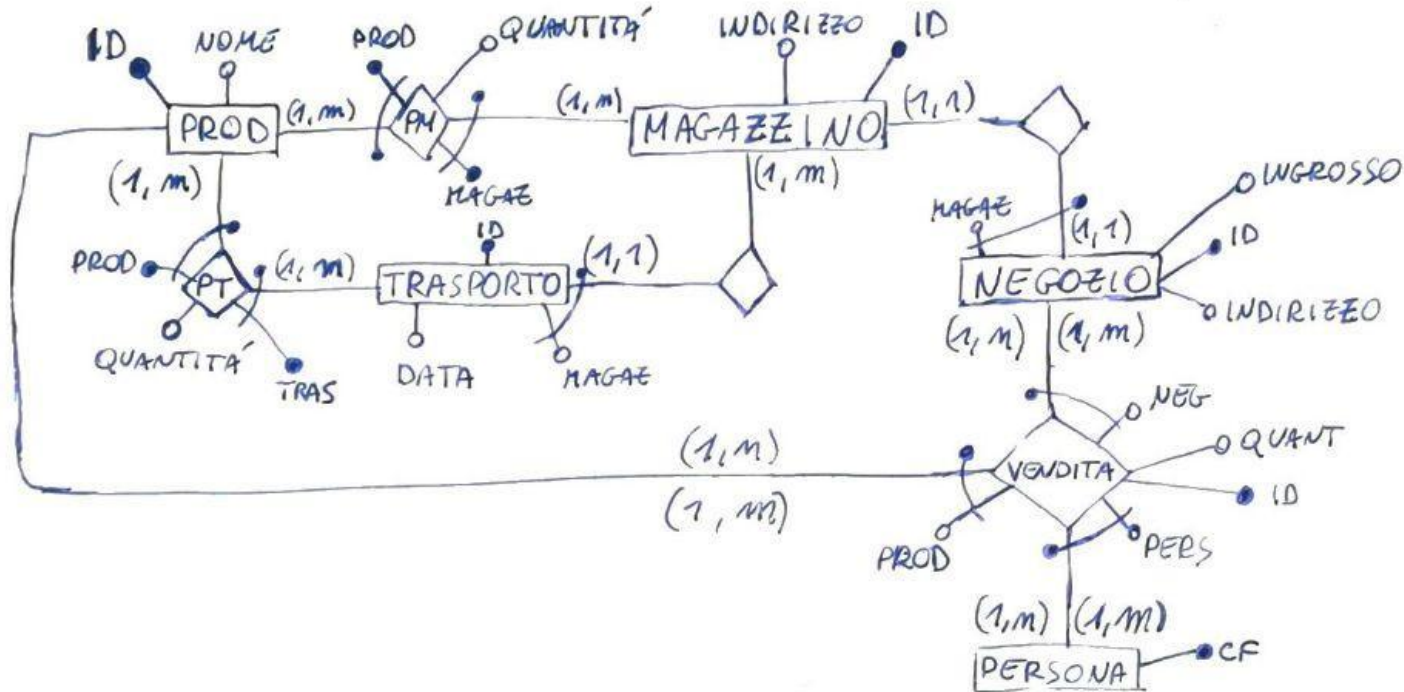 ID
NOME
PROD
QUANTITÁ
INDIRIZZO
ID
PROD
(1,m)
PM
(1,m)
MAGAZZINO
(1,1)
(1,m)
MAGAZ
(1,m)
INGROSSO
MAGAZ
(1,1)
ID
ID
PROD
PT
(1,m)
TRASPORTO
(1,1)
NEGOZIO
INDIRIZZO
QUANTITÁ
TRAS
DATA
MAGAZ
(1,n)
(1,m)
NEG
(1,n)
QUANT
VENDITA
ID
(1,m)
PROD
PERS
(1,n)
(1,m)
CF
PERSONA